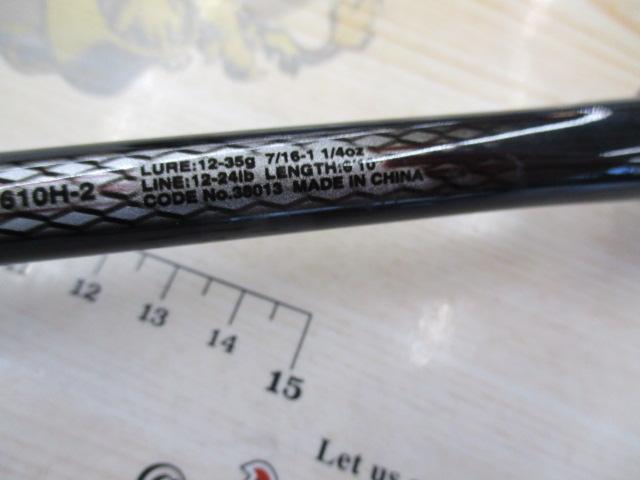 610H-2
LURE:12-35g 7/16-1 1/4oz
LINE:12-24lb LENGTH:6'10
CODE No.38013 MADE IN CHINA
12
13
14
15
Let us